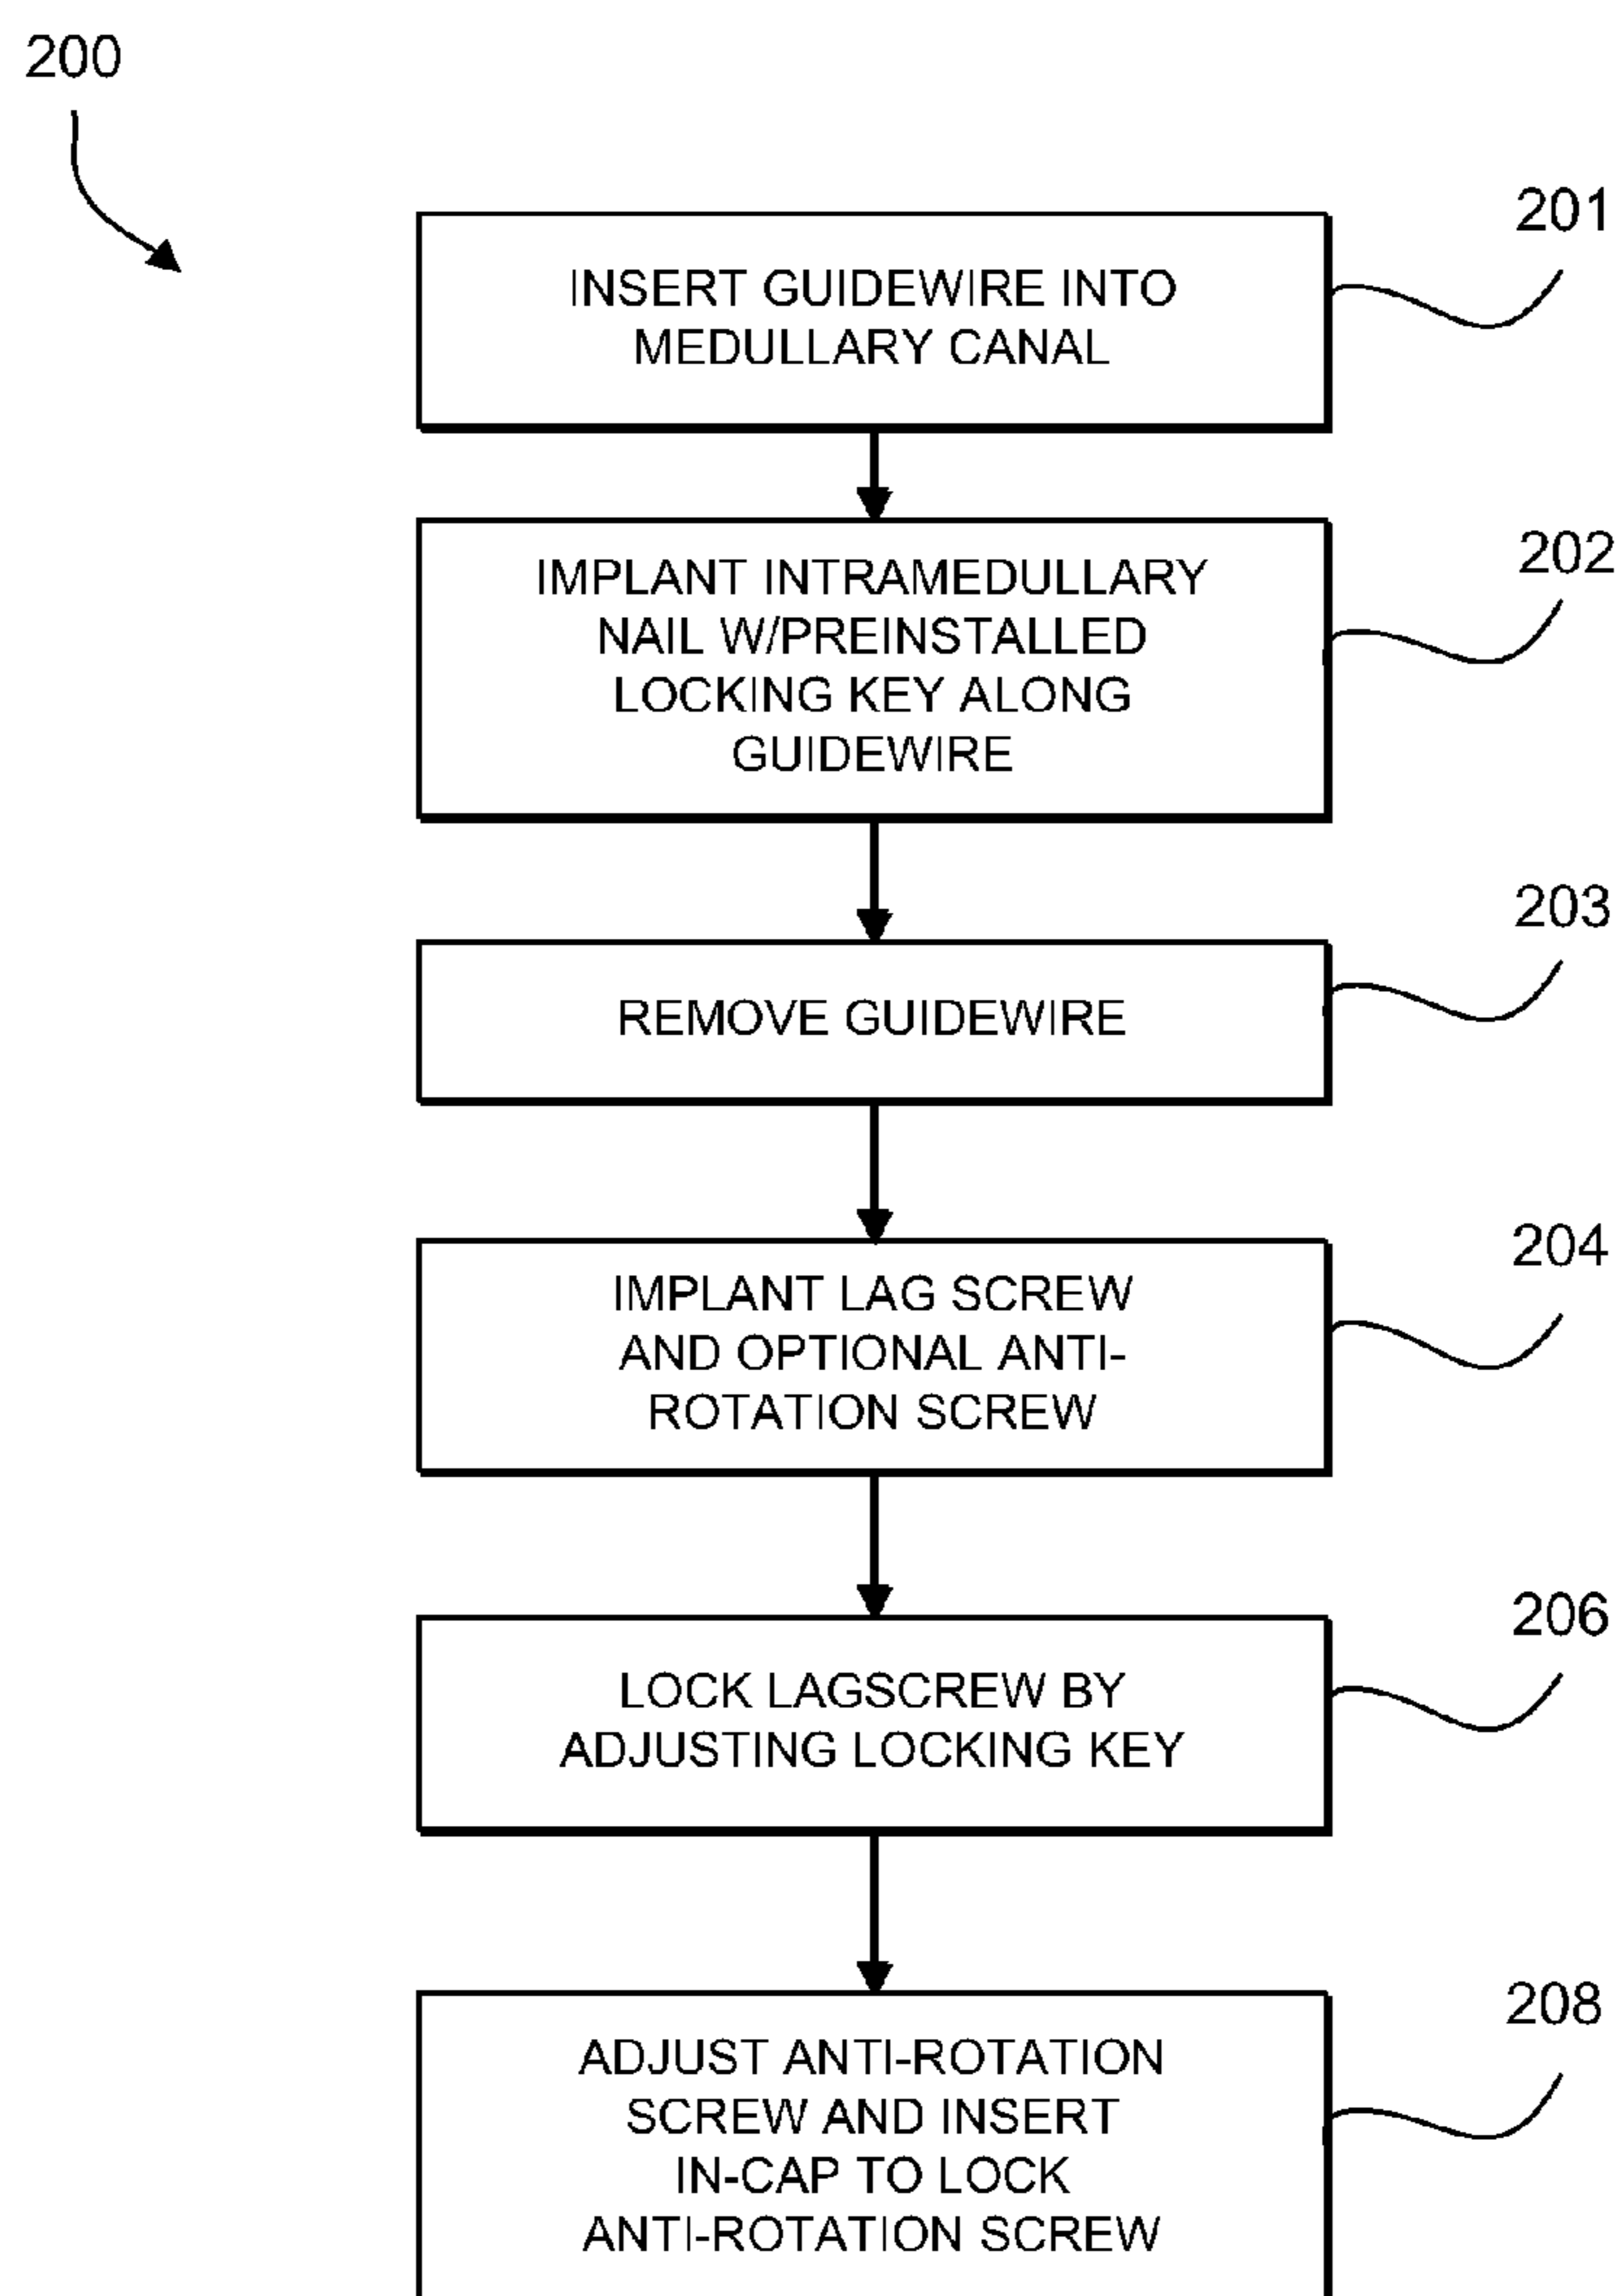 200
201
INSERT GUIDEWIRE INTO
MEDULLARY CANAL
202
IMPLANT INTRAMEDULLARY
NAIL W/PREINSTALLED
LOCKING KEY ALONG
GUIDEWIRE
203
REMOVE GUIDEWIRE
204
IMPLANT LAG SCREW
AND OPTIONAL ANTI-
ROTATION SCREW
206
LOCK LAGSCREW BY
ADJUSTING LOCKING KEY
208
ADJUST ANTI-ROTATION
SCREW AND INSERT
IN-CAP TO LOCK
ANTI-ROTATION SCREW